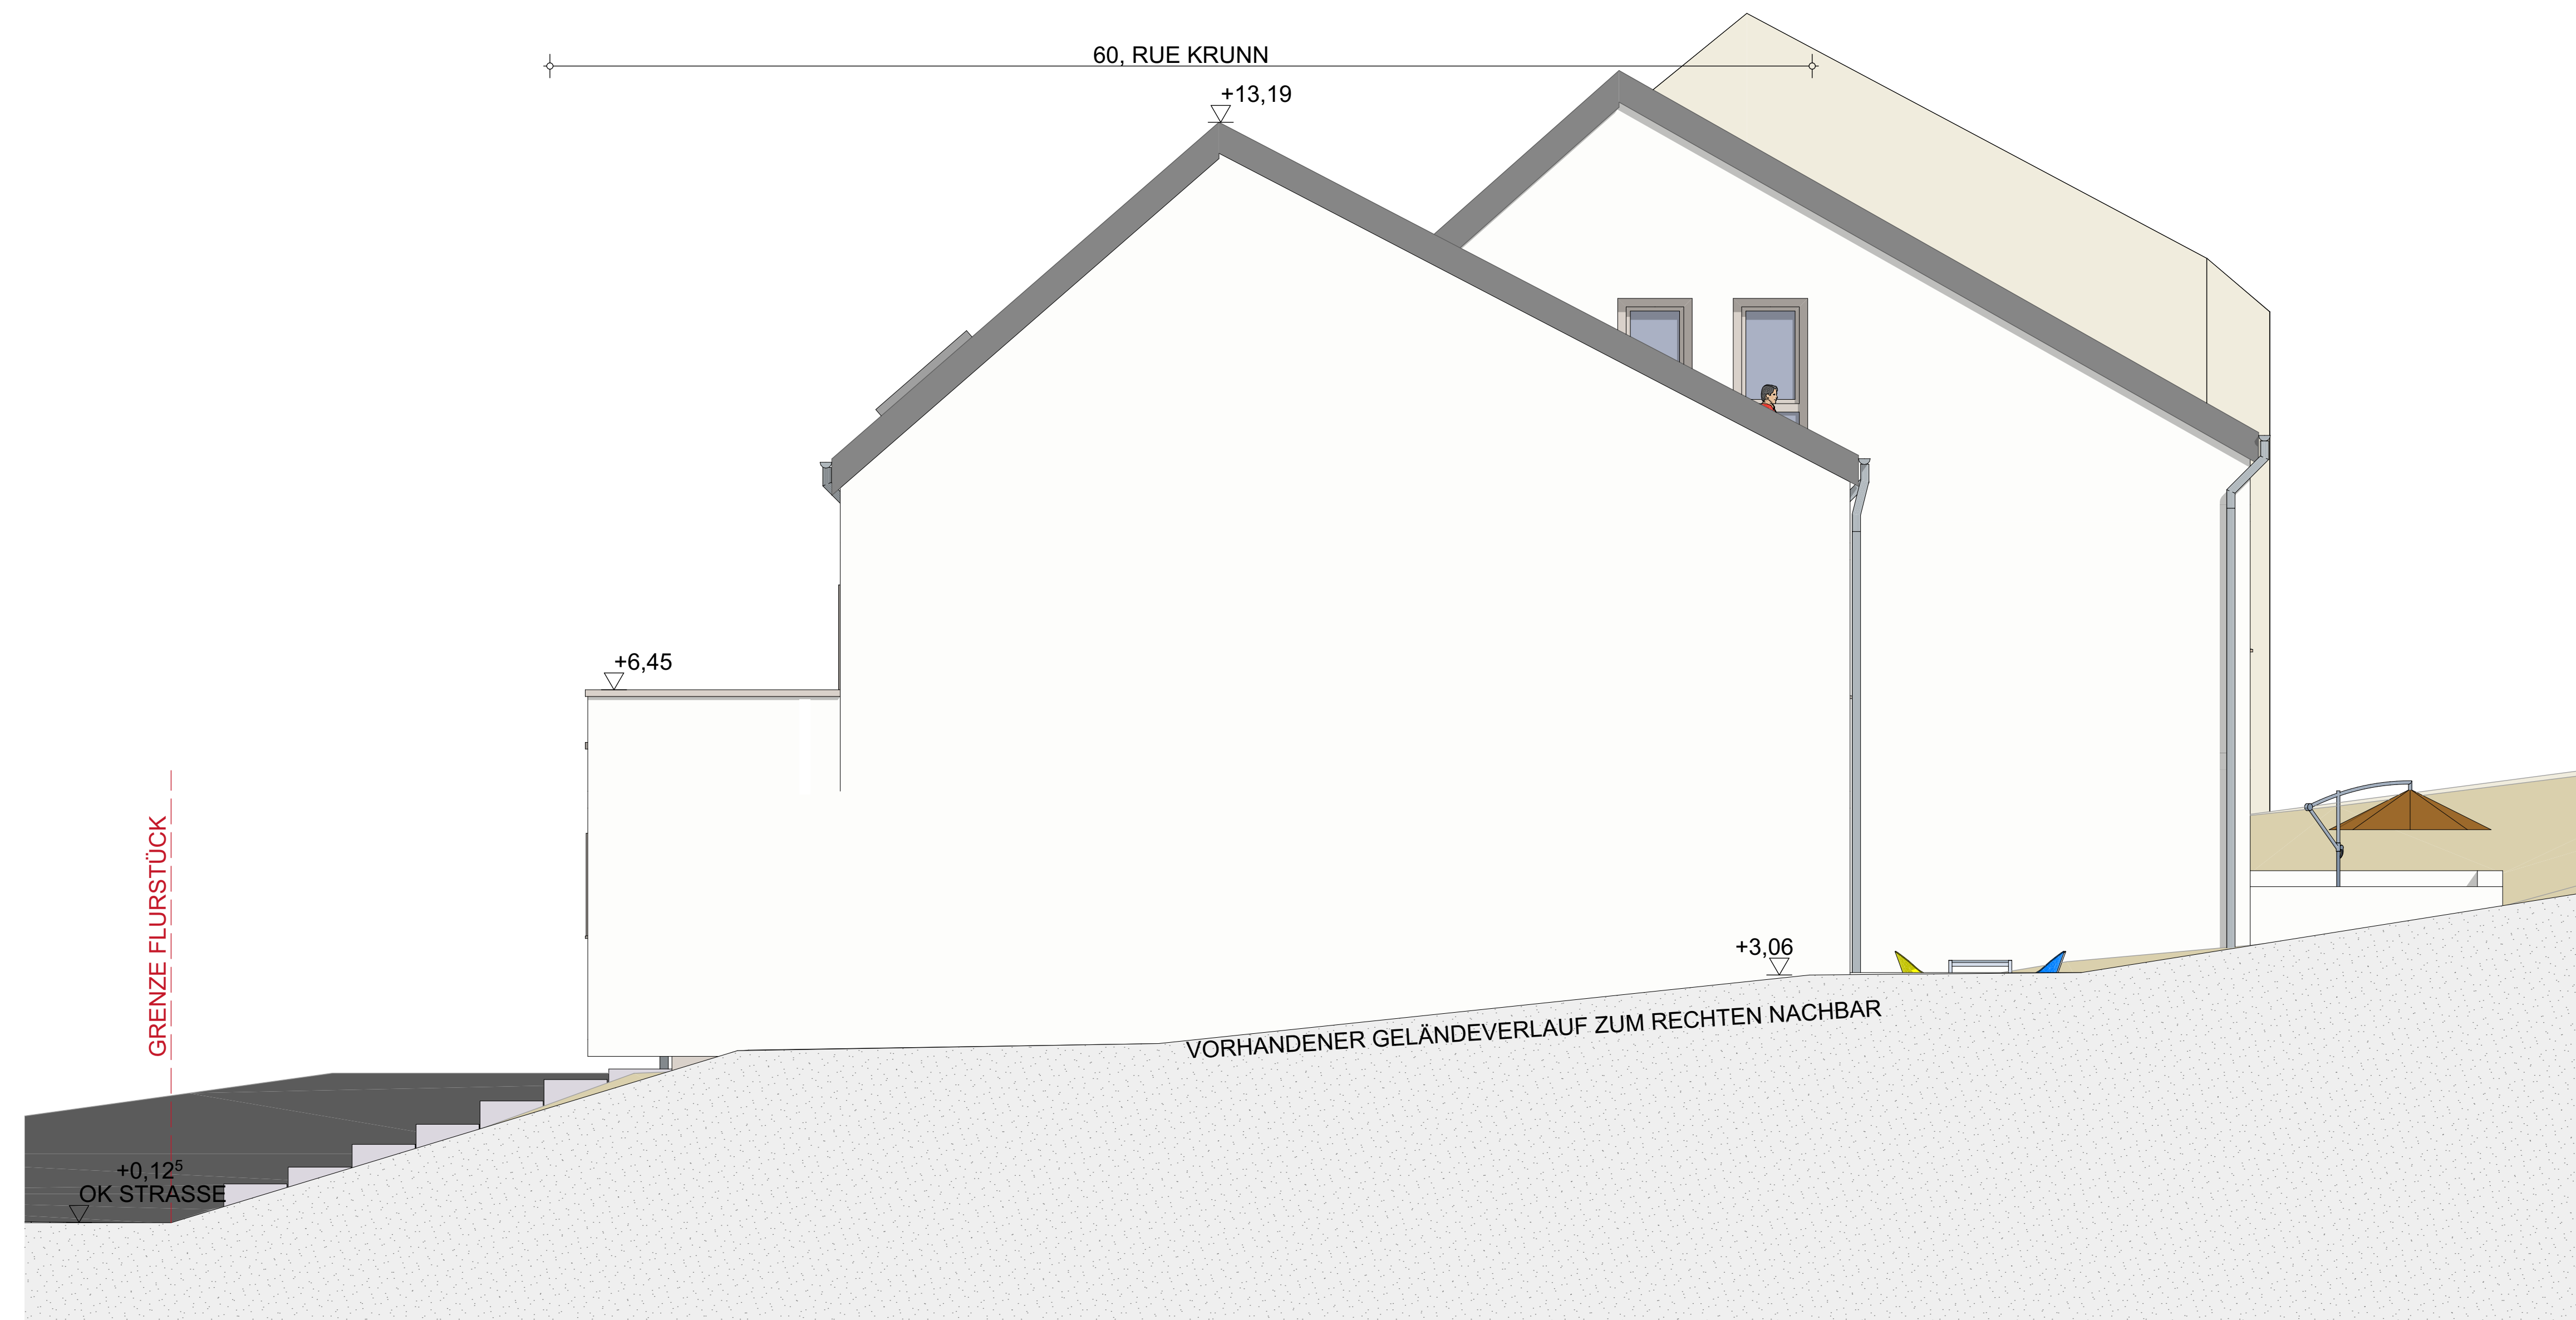 60, RUE KRUNN
+13,19
+6,45
GRENZE FLURSTÜCK
+3,06
VORHANDENER GELÄNDEVERLAUF ZUM RECHTEN NACHBAR
+0,12⁵
OK STRASSE